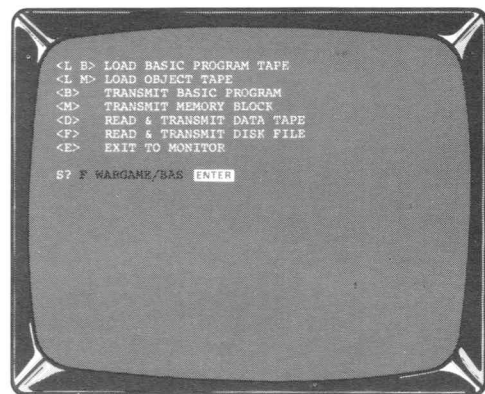 <L B> LOAD BASIC PROGRAM TAPE
<L M> LOAD OBJECT TAPE
<B> TRANSMIT BASIC PROGRAM
<M> TRANSMIT MEMORY BLOCK
<D> READ & TRANSMIT DATA TAPE
<F> READ & TRANSMIT DISK FILE
<E> EXIT TO MONITOR
S? F WARGAME/BAS ENTER